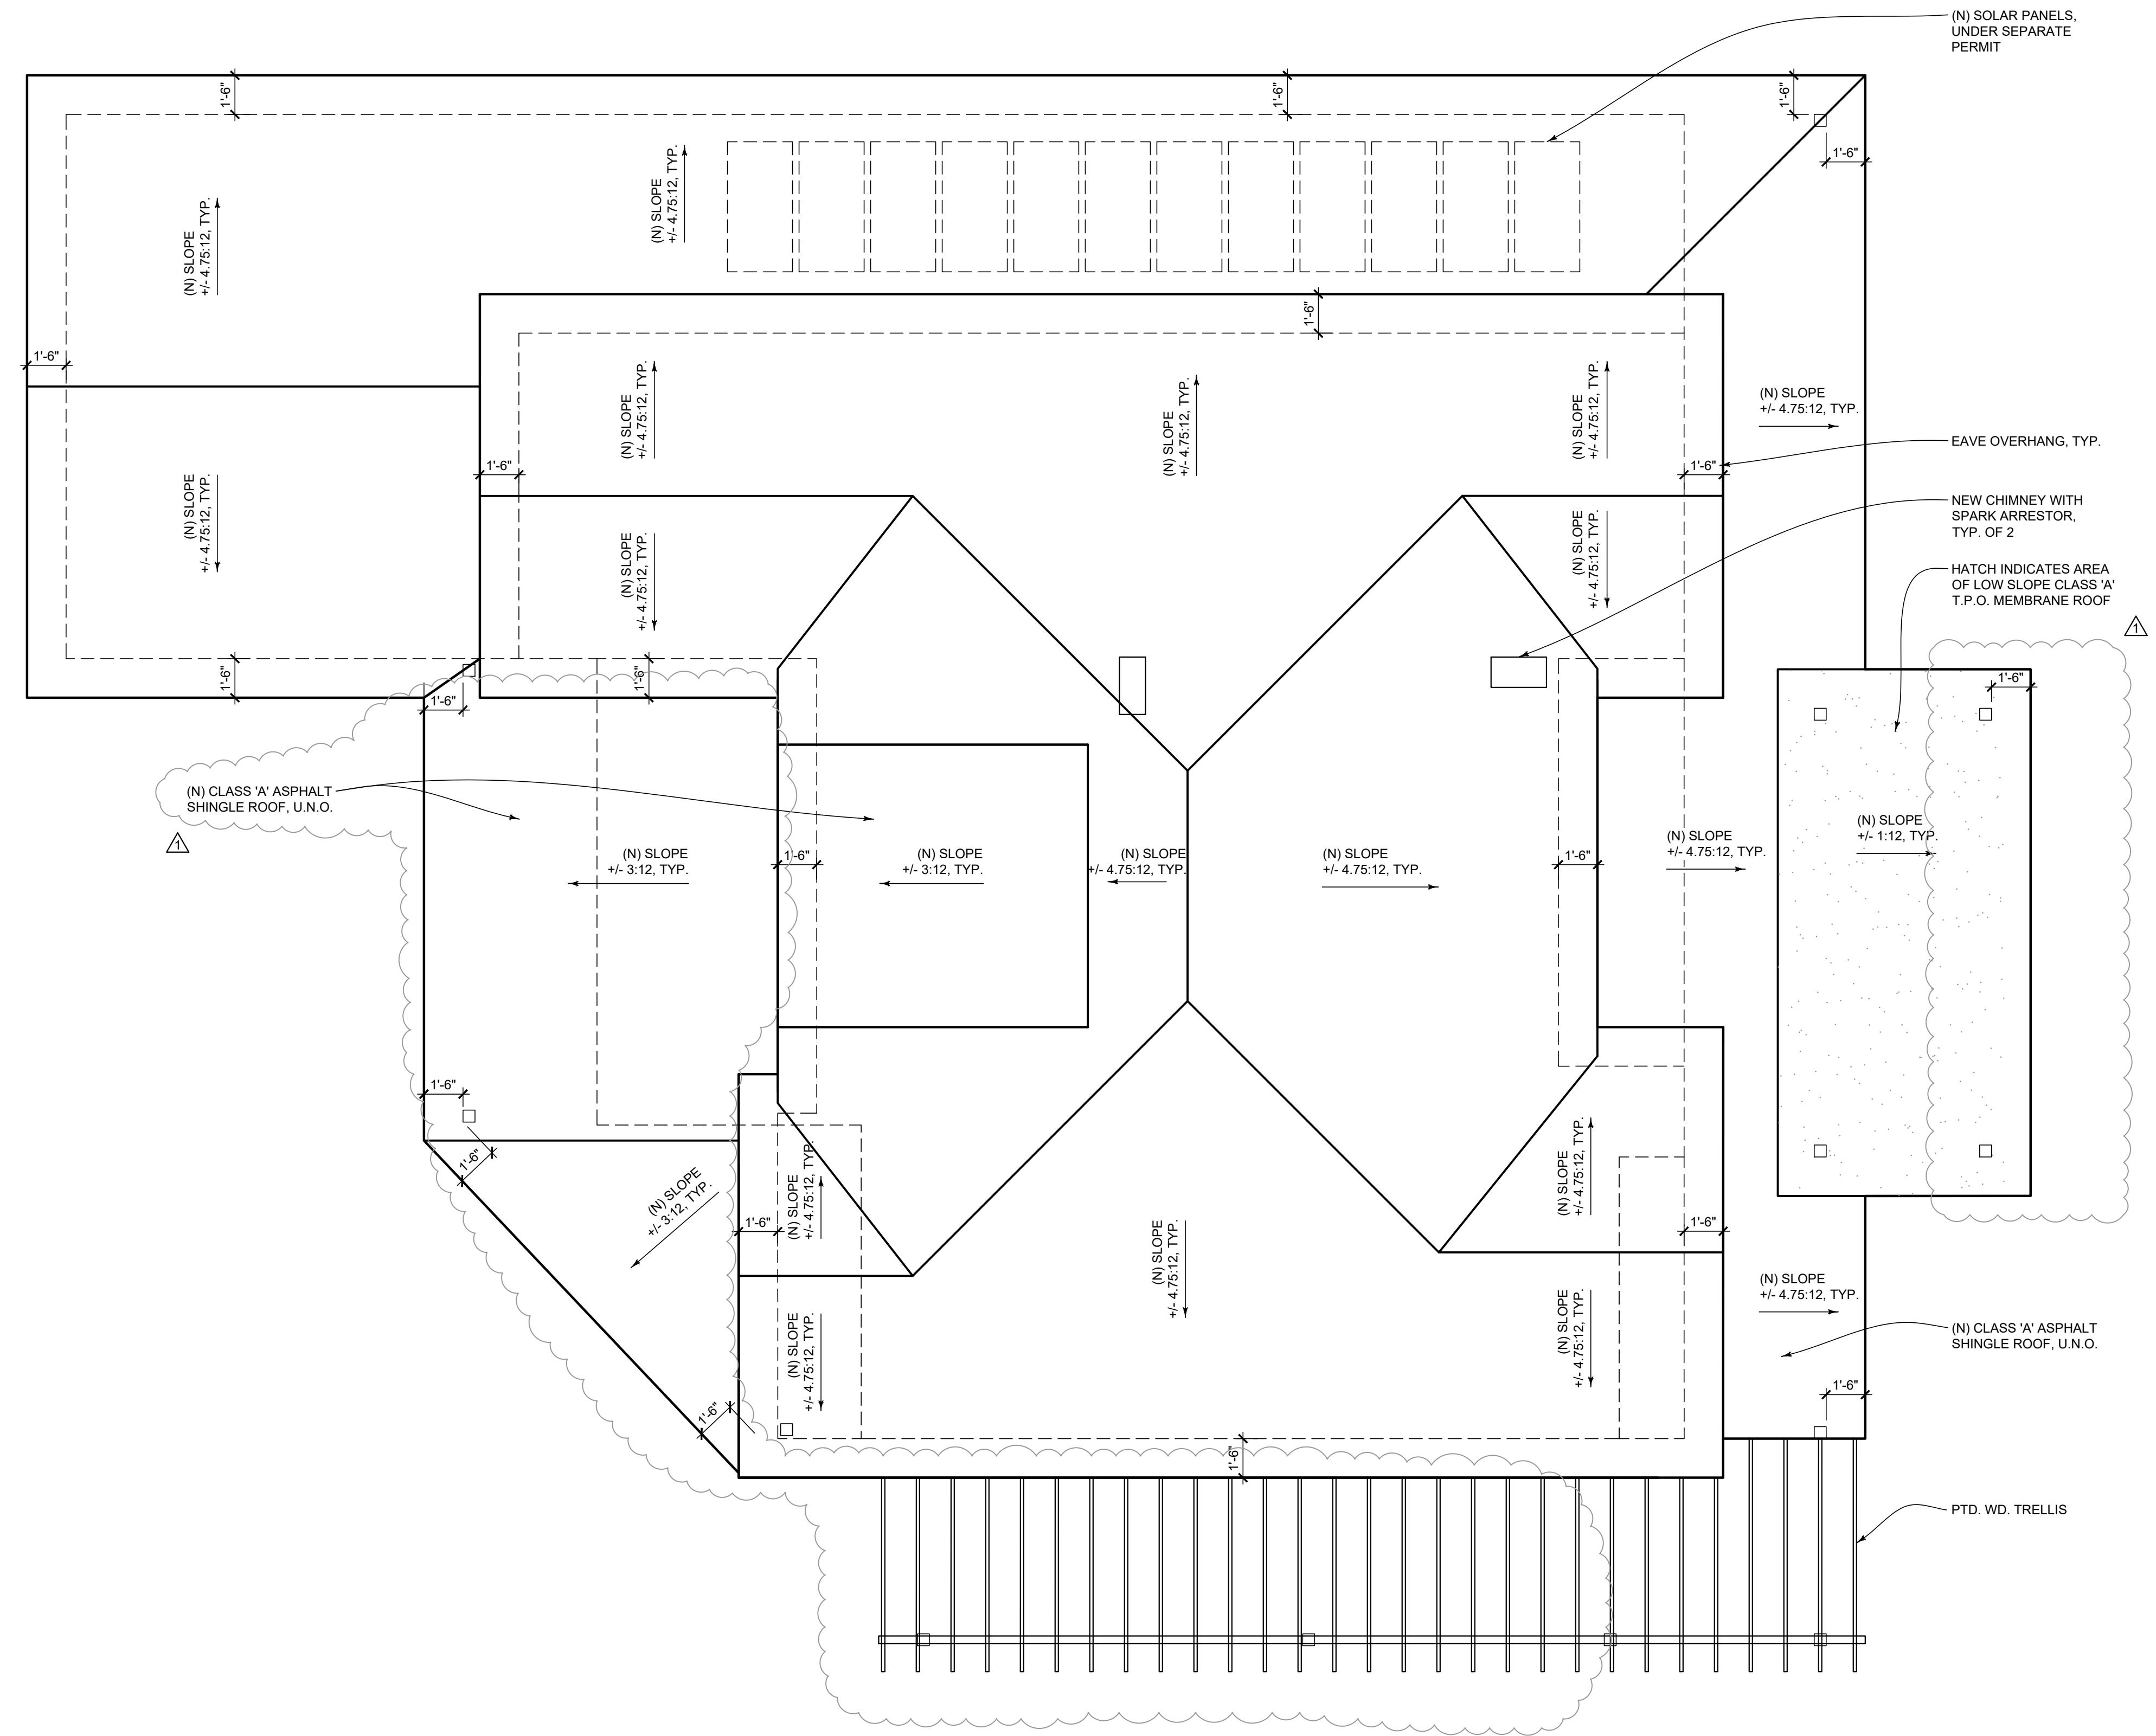 (N) SOLAR PANELS,
UNDER SEPARATE
PERMIT
1'-6"
1'-6"
1'-6"
1'-6"
(N) SLOPE
+/- 4.75:12, TYP.
(N) SLOPE
+/- 4.75:12, TYP.
1'-6"
1'-6"
(N) SLOPE
+/- 4.75:12, TYP.
(N) SLOPE
+/- 4.75:12, TYP.
(N) SLOPE
+/- 4.75:12, TYP.
(N) SLOPE
+/- 4.75:12, TYP.
EAVE OVERHANG, TYP.
1'-6"
1'-6"
(N) SLOPE
+/- 4.75:12, TYP.
(N) SLOPE
+/- 4.75:12, TYP.
(N) SLOPE
+/- 4.75:12, TYP.
NEW CHIMNEY WITH
SPARK ARRESTOR,
TYP. OF 2
HATCH INDICATES AREA
OF LOW SLOPE CLASS 'A'
T.P.O. MEMBRANE ROOF
1
1'-6"
1'-6"
1'-6"
1'-6"
(N) CLASS 'A' ASPHALT
SHINGLE ROOF, U.N.O.
1
(N) SLOPE
+/- 3:12, TYP.
1'-6"
(N) SLOPE
+/- 3:12, TYP.
(N) SLOPE
+/- 4.75:12, TYP.
(N) SLOPE
+/- 4.75:12, TYP.
1'-6"
(N) SLOPE
+/- 4.75:12, TYP.
(N) SLOPE
+/- 1:12, TYP.
1'-6"
1'-6"
(N) SLOPE
+/- 3:12, TYP.
1'-6"
(N) SLOPE
+/- 4.75:12, TYP.
(N) SLOPE
+/- 4.75:12, TYP.
(N) SLOPE
+/- 4.75:12, TYP.
1'-6"
(N) SLOPE
+/- 4.75:12, TYP.
(N) SLOPE
+/- 4.75:12, TYP.
(N) SLOPE
+/- 4.75:12, TYP.
(N) CLASS 'A' ASPHALT
SHINGLE ROOF, U.N.O.
1'-6"
1'-6"
1'-6"
PTD. WD. TRELLIS